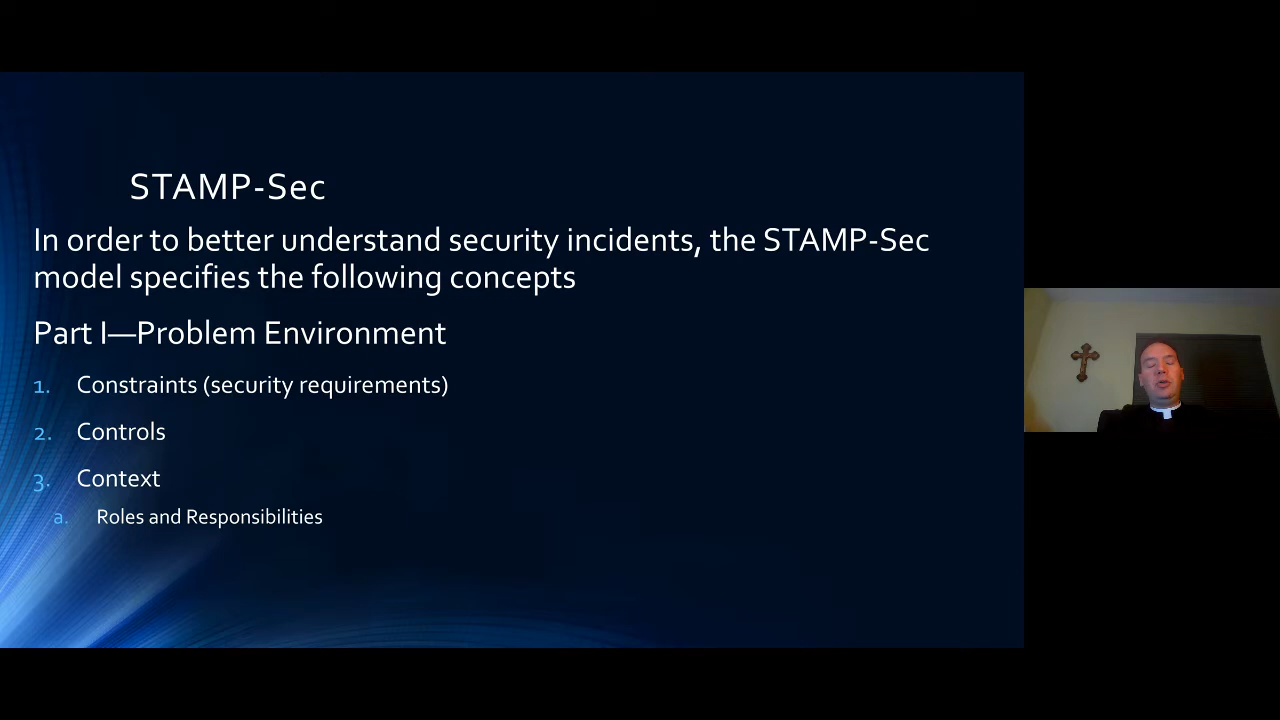 STAMP-Sec
In order to better understand security incidents, the STAMP-Sec
model specifies the following concepts
Part I—Problem Environment
1. Constraints (security requirements)
2. Controls
3. Context
a. Roles and Responsibilities